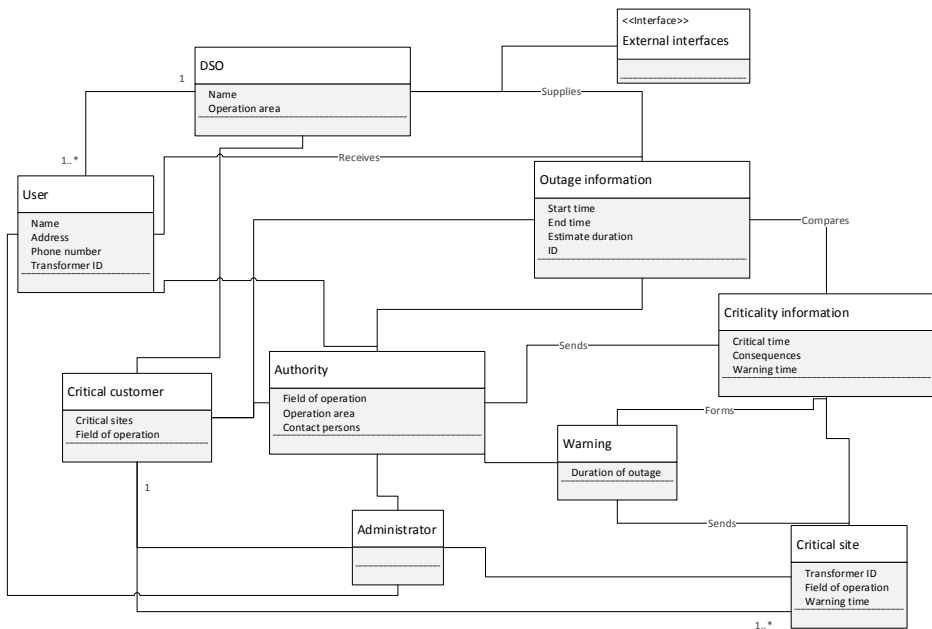 <<Interface>>
External interfaces
DSO
Name
Operation area
1
Supplies
1..*
Receives
User
Name
Address
Phone number
Transformer ID
Outage information
Start time
End time
Estimate duration
ID
Compares
Criticality information
Critical time
Consequences
Warning time
Sends
Authority
Field of operation
Operation area
Contact persons
Critical customer
Critical sites
Field of operation
Forms
Warning
Duration of outage
1
Sends
Administrator
Critical site
Transformer ID
Field of operation
Warning time
1..*